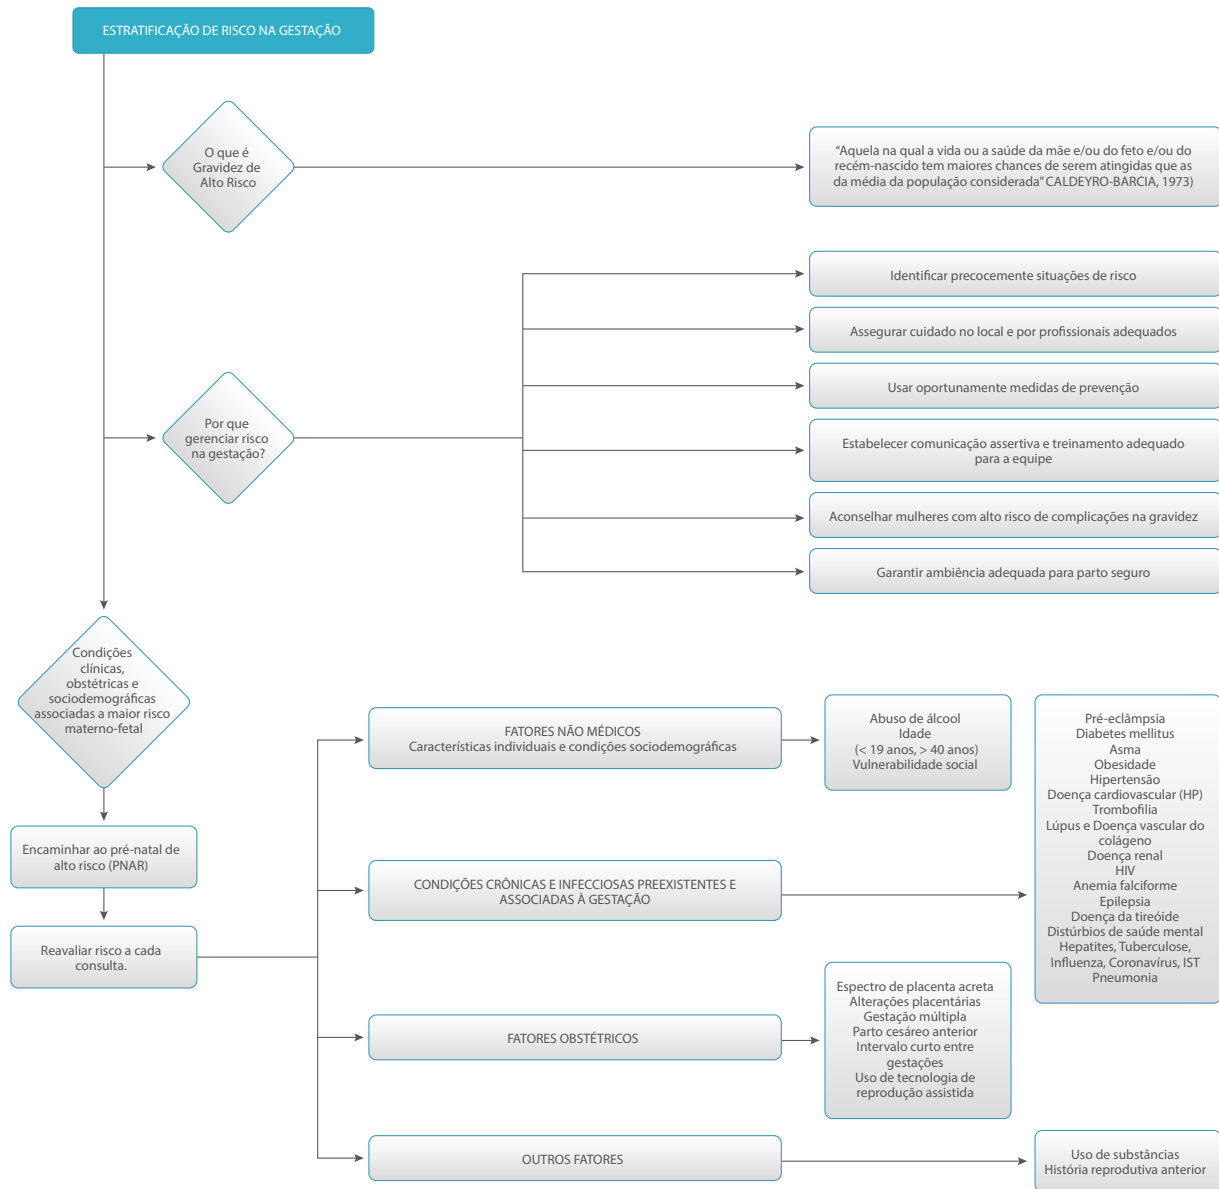 ESTRATIFICAÇÃO DE RISCO NA GESTAÇÃO
O que é
Gravidez de
Alto Risco
“Aquela na qual a vida ou a saúde da mãe e/ou do feto e/ou do
recém-nascido tem maiores chances de serem atingidas que as
da média da população considerada” CALDEYRO-BARCIA, 1973)
Por que
gerenciar risco
na gestação?
Identificar precocemente situações de risco
Assegurar cuidado no local e por profissionais adequados
Usar oportunamente medidas de prevenção
Estabelecer comunicação assertiva e treinamento adequado
para a equipe
Aconselhar mulheres com alto risco de complicações na gravidez
Garantir ambiência adequada para parto seguro
Condições
clínicas,
obstétricas e
sociodemográficas
associadas a maior risco
materno-fetal
Encaminhar ao pré-natal de
alto risco (PNAR)
Reavaliar risco a cada
consulta.
FATORES NÃO MÉDICOS
Características individuais e condições sociodemográficas
Abuso de álcool
Idade
(< 19 anos, > 40 anos)
Vulnerabilidade social
CONDIÇÕES CRÔNICAS E INFECCIOSAS PREEXISTENTES E
ASSOCIADAS À GESTAÇÃO
Pré-eclâmpsia
Diabetes mellitus
Asma
Obesidade
Hipertensão
Doença cardiovascular (HP)
Trombofilia
Lúpus e Doença vascular do
colágeno
Doença renal
HIV
Anemia falciforme
Epilepsia
Doença da tireóide
Distúrbios de saúde mental
Hepatites, Tuberculose,
Influenza, Coronavírus, IST
Pneumonia
FATORES OBSTÉTRICOS
Espectro de placenta acreta
Alterações placentárias
Gestação múltipla
Parto cesáreo anterior
Intervalo curto entre
gestações
Uso de tecnologia de
reprodução assistida
OUTROS FATORES
Uso de substâncias
História reprodutiva anterior